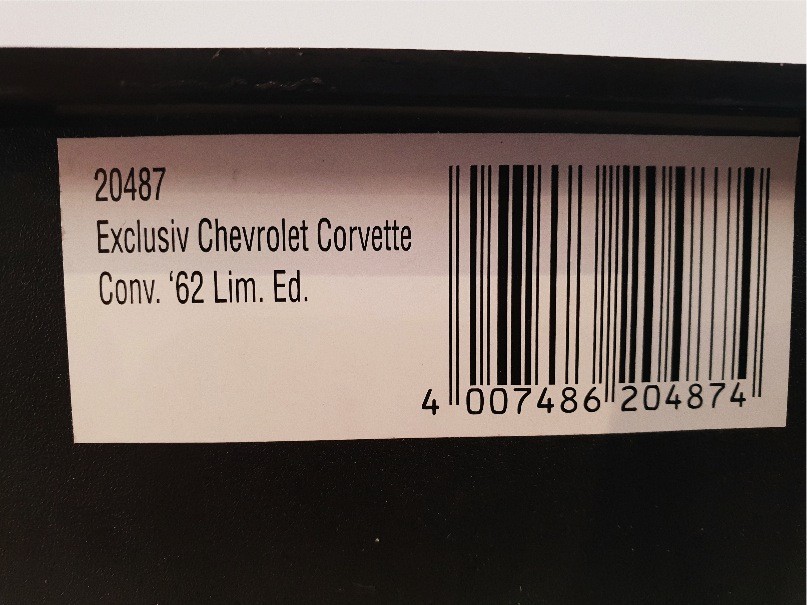 20487
Exclusiv Chevrolet Corvette
Conv. '62 Lim. Ed.
4 007486 204874